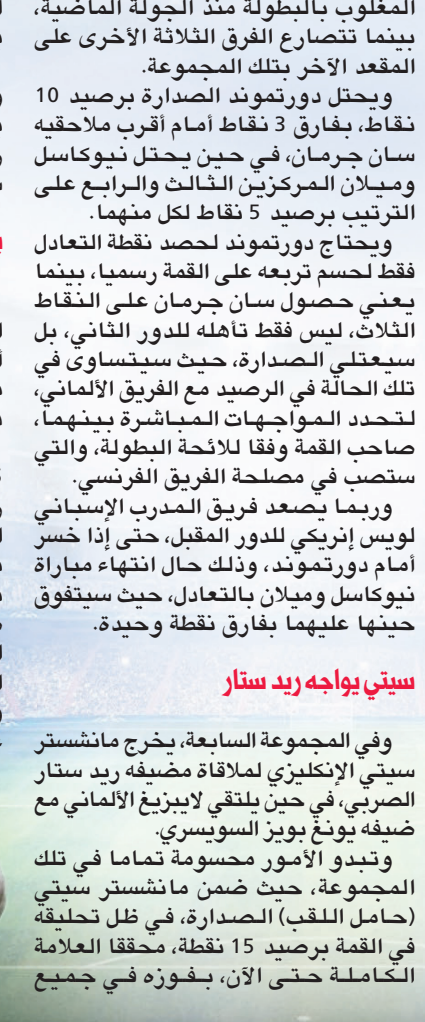 المغلوب بالبطولة منذ الجولة الماضية،
بينما تتصارع الفرق الثلاثة الأخرى على
المقعد الآخر بتلك المجموعة.
ويحتل دورتموند الصدارة برصيد 10
نقاط، بفارق 3 نقاط أمام أقرب ملاحقيه
سان جرمان، في حين يحتل نيوكاسل
وميلان المركزين الثالث والرابع على
الترتيب برصيد 5 نقاط لكل منهما.
ويحتاج دورتموند لحصد نقطة التعادل
فقط لحسم تربعه على القمة رسميا، بينما
يعني حصول سان جرمان على النقاط
الثلاث، ليس فقط تأهله للدور الثاني، بل
سيعتلي الصدارة، حيث سيتساوى في
تلك الحالة في الرصيد مع الفريق الألماني،
لتحدد المواجهات المباشرة بينهما،
صاحب القمة وفقا للائحة البطولة، والتي
ستصب في مصلحة الفريق الفرنسي.
وربما يصعد فريق المدرب الإسباني
لويس إنريكي للدور المقبل، حتى إذا خسر
أمام دورتموند، وذلك حال انتهاء مباراة
نيوكاسل وميلان بالتعادل، حيث سيتفوق
حينها عليهما بفارق نقطة وحيدة.
سيتي يواجه ريد ستار
وفي المجموعة السابعة، يخرج مانشستر
سيتي الإنكليزي لملاقاة مضيفه ريد ستار
الصربي، في حين يلتقي لايبزيغ الألماني مع
ضيفه يونغ بويز السويسري.
وتبدو الأمور محسومة تماما في تلك
المجموعة، حيث ضمن مانشستر سيتي
(حامل اللقب) الصدارة، في ظل تحليقه
في القمة برصيد 15 نقطة، محققا العلامة
الكاملة حتى الآن، بفوزه في جميع